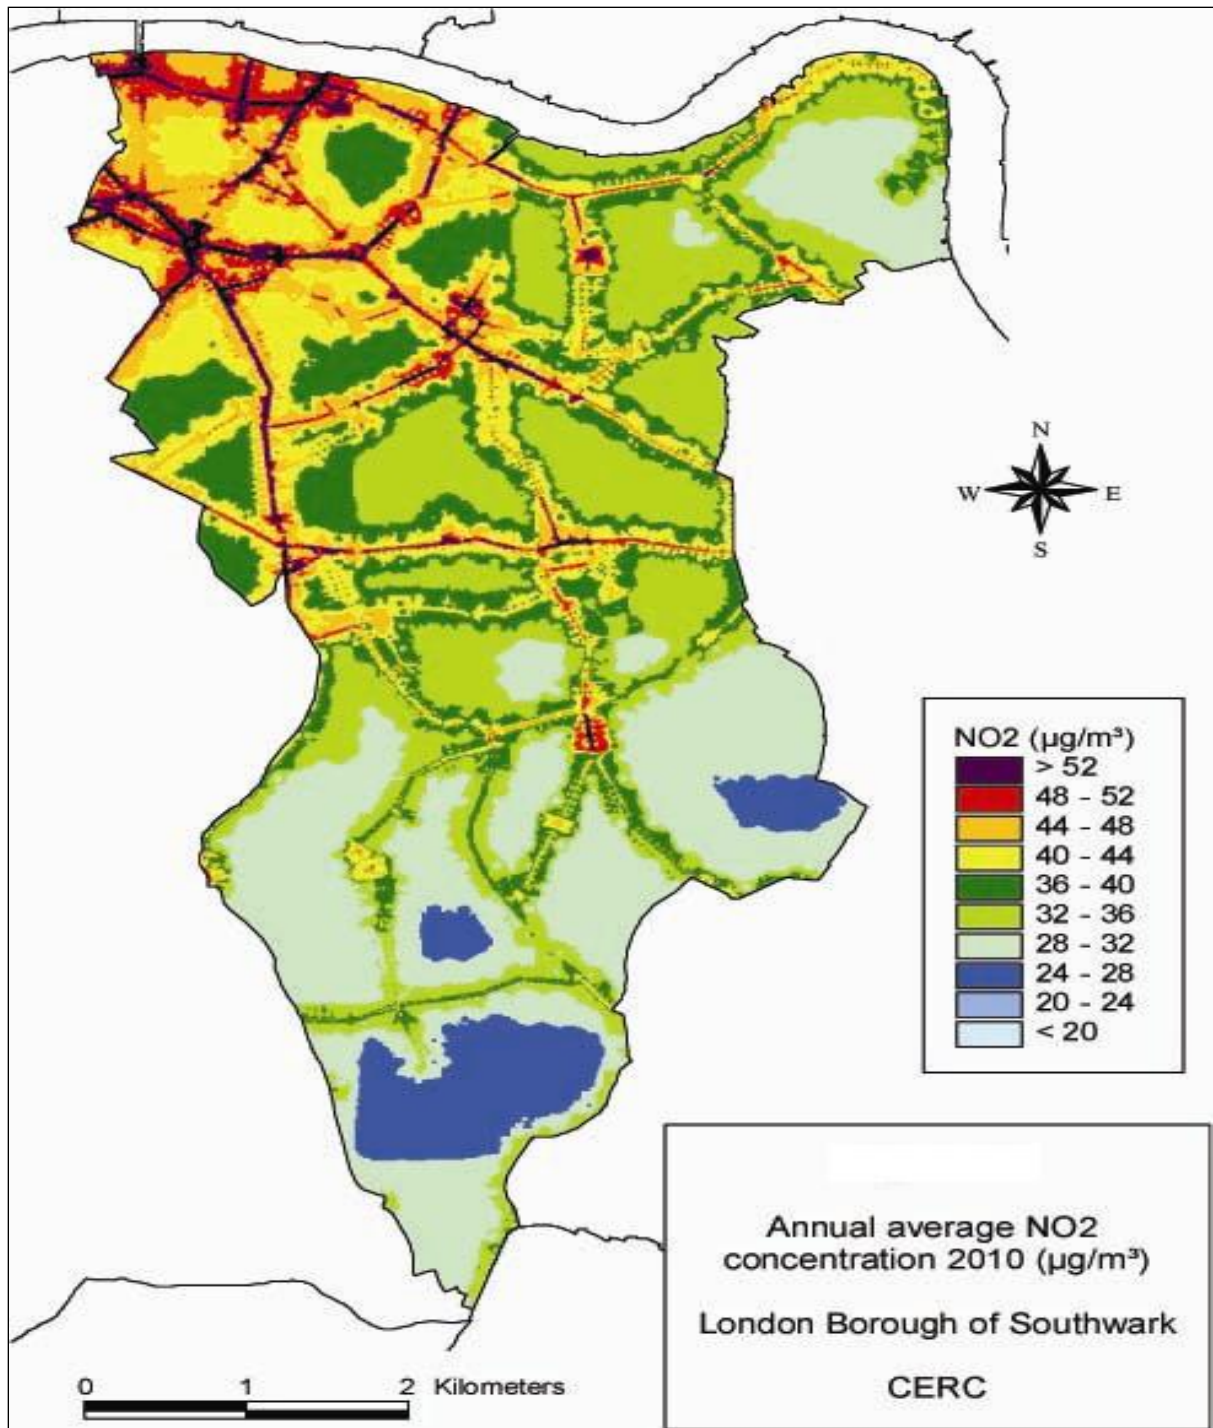 N
W E
S
NO2 (µg/m³)
> 52
48 - 52
44 - 48
40 - 44
36 - 40
32 - 36
28 - 32
24 - 28
20 - 24
< 20
Annual average NO2
concentration 2010 (µg/m³)
London Borough of Southwark
CERC
0 1 2 Kilometers